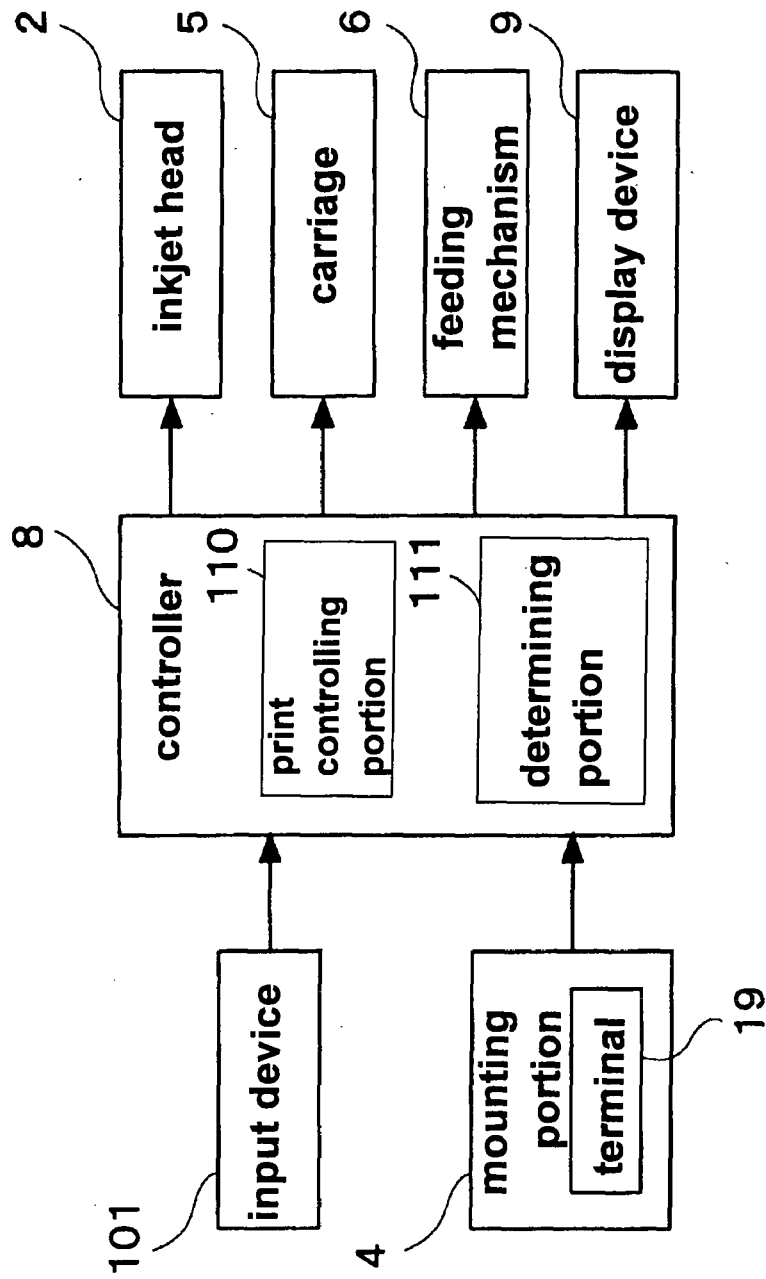 101
input device
4
mounting
portion
terminal
19
8
controller
110
print
controlling
portion
111
determining
portion
2
inkjet head
5
carriage
6
feeding
mechanism
9
display device